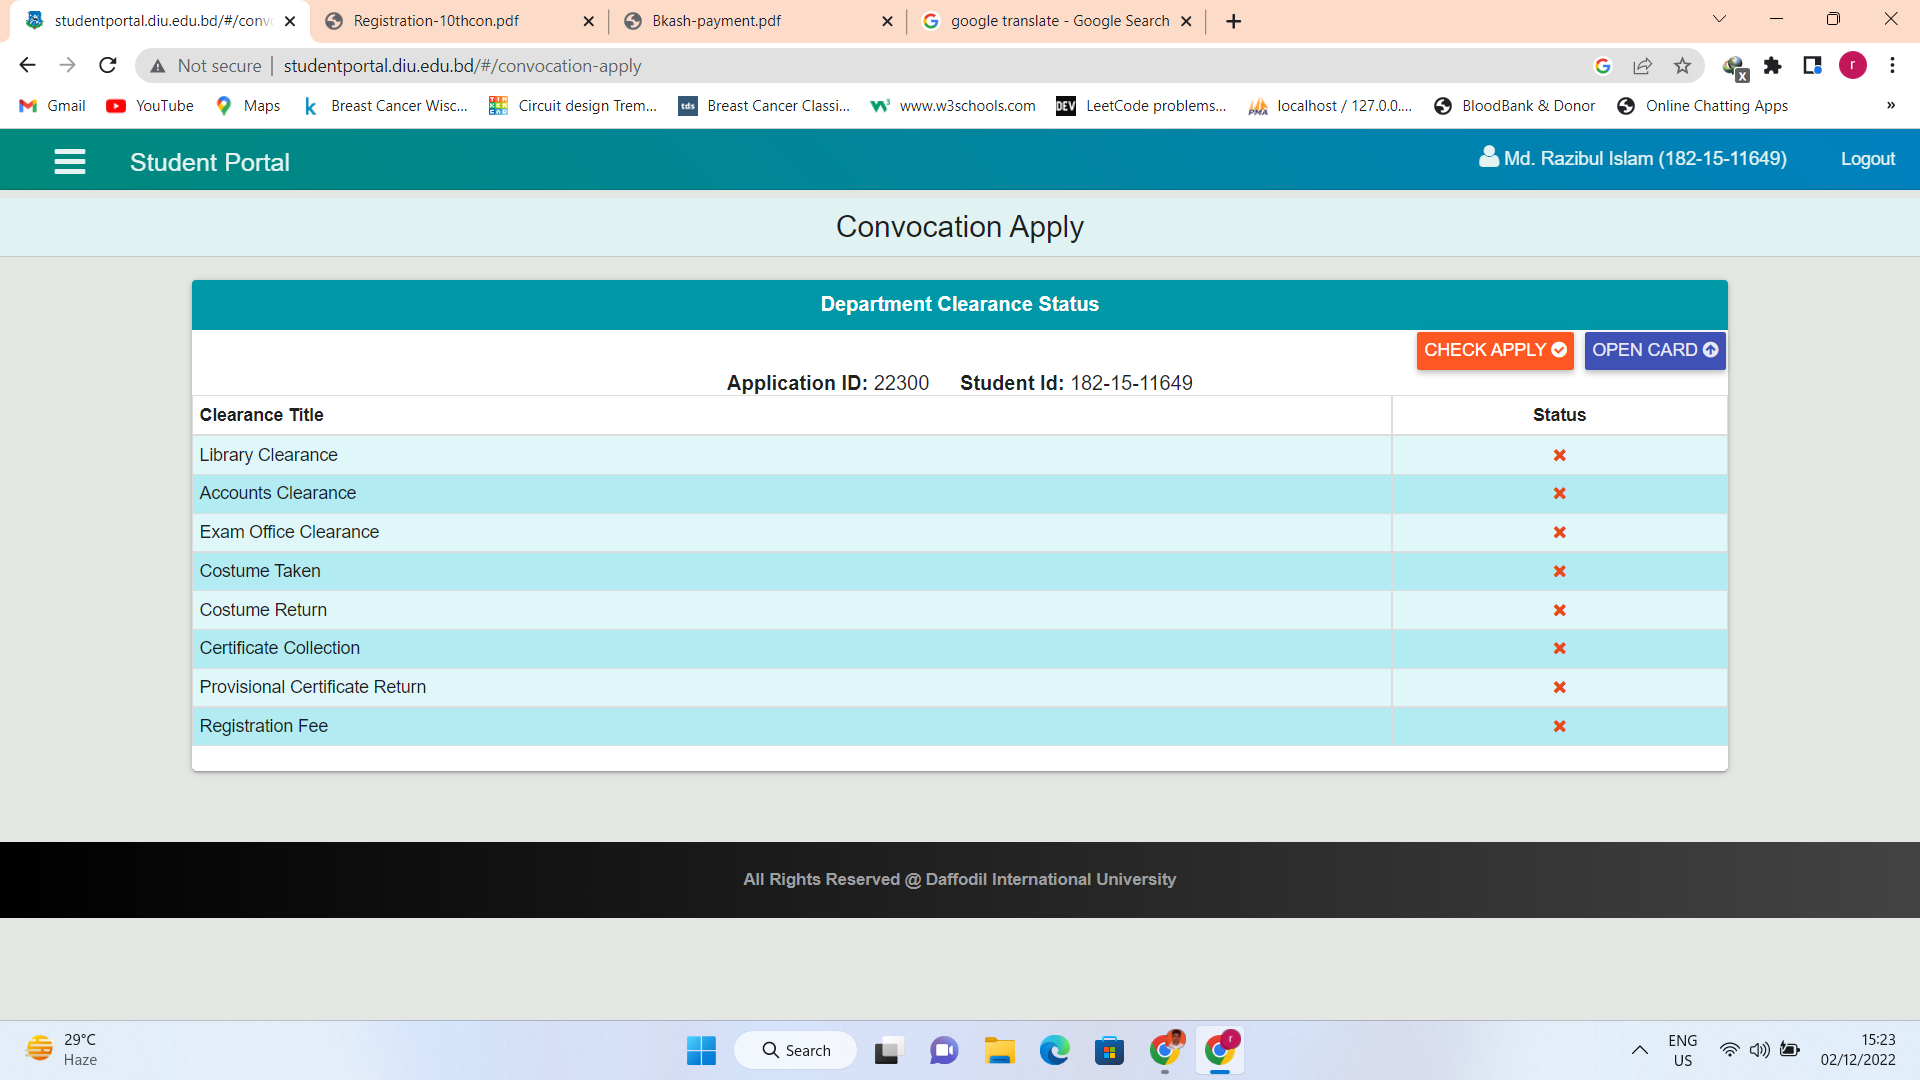 studentportal.diu.edu.bd/#/conv
Registration-10thcon.pdf
Bkash-payment.pdf
google translate - Google Search
Not secure
studentportal.diu.edu.bd/#/convocation-apply
r
Gmail
YouTube
Maps
Breast Cancer Wisc...
Circuit design Trem...
Breast Cancer Classi...
www.w3schools.com
LeetCode problems...
localhost / 127.0.0....
BloodBank & Donor
Online Chatting Apps
»
Student Portal
Md. Razibul Islam (182-15-11649)
Logout
Convocation Apply
Department Clearance Status
CHECK APPLY
OPEN CARD
Application ID: 22300
Student Id: 182-15-11649
Clearance Title
Status
Library Clearance
Accounts Clearance
Exam Office Clearance
Costume Taken
Costume Return
Certificate Collection
Provisional Certificate Return
Registration Fee
All Rights Reserved @ Daffodil International University
29°C
Haze
Search
ENG
US
15:23
02/12/2022